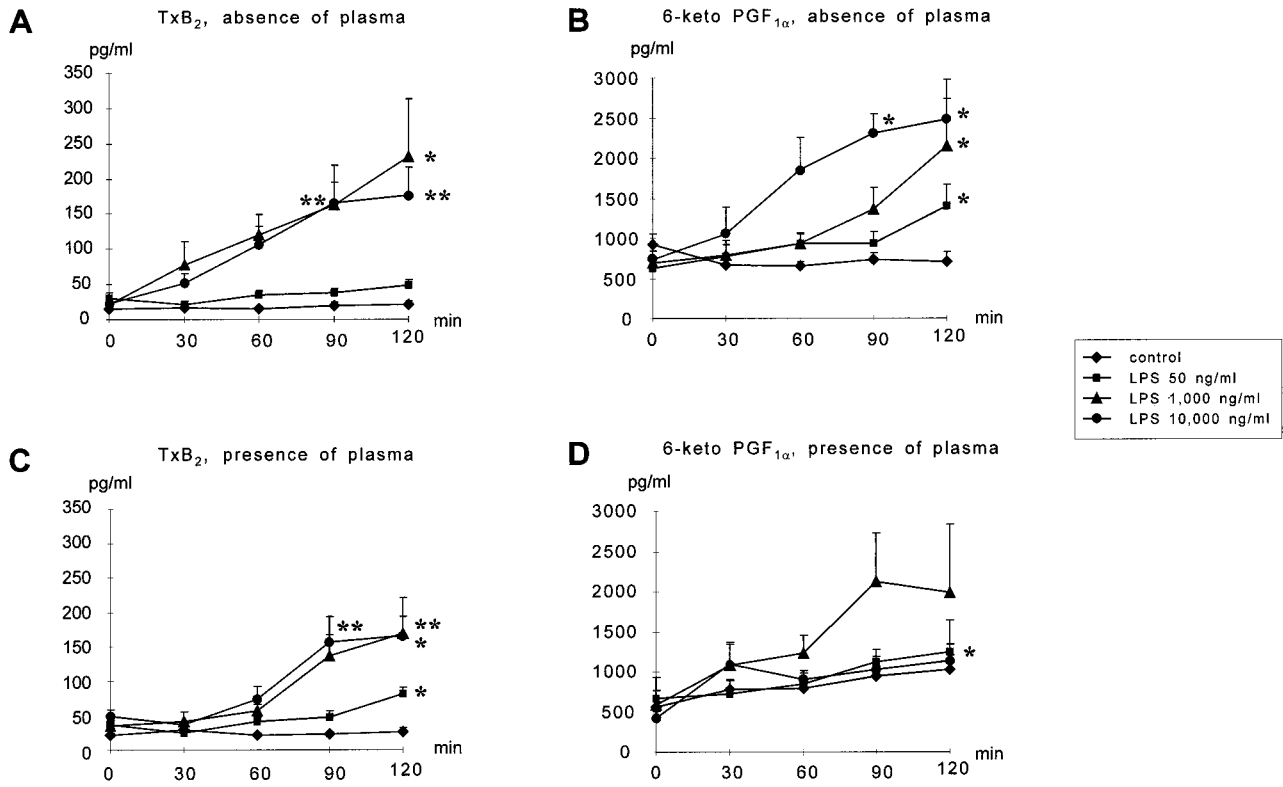 A
TxB₂, absence of plasma
pg/ml
350
300
250
200
150
100
50
0
**
*
**
min
0 30 60 90 120
B
6-keto PGF₁α, absence of plasma
pg/ml
3000
2500
2000
1500
1000
500
0
*
*
*
*
min
0 30 60 90 120
control
LPS 50 ng/ml
LPS 1,000 ng/ml
LPS 10,000 ng/ml
C
TxB₂, presence of plasma
pg/ml
350
300
250
200
150
100
50
0
**
**
*
*
min
0 30 60 90 120
D
6-keto PGF₁α, presence of plasma
pg/ml
3000
2500
2000
1500
1000
500
0
*
min
0 30 60 90 120